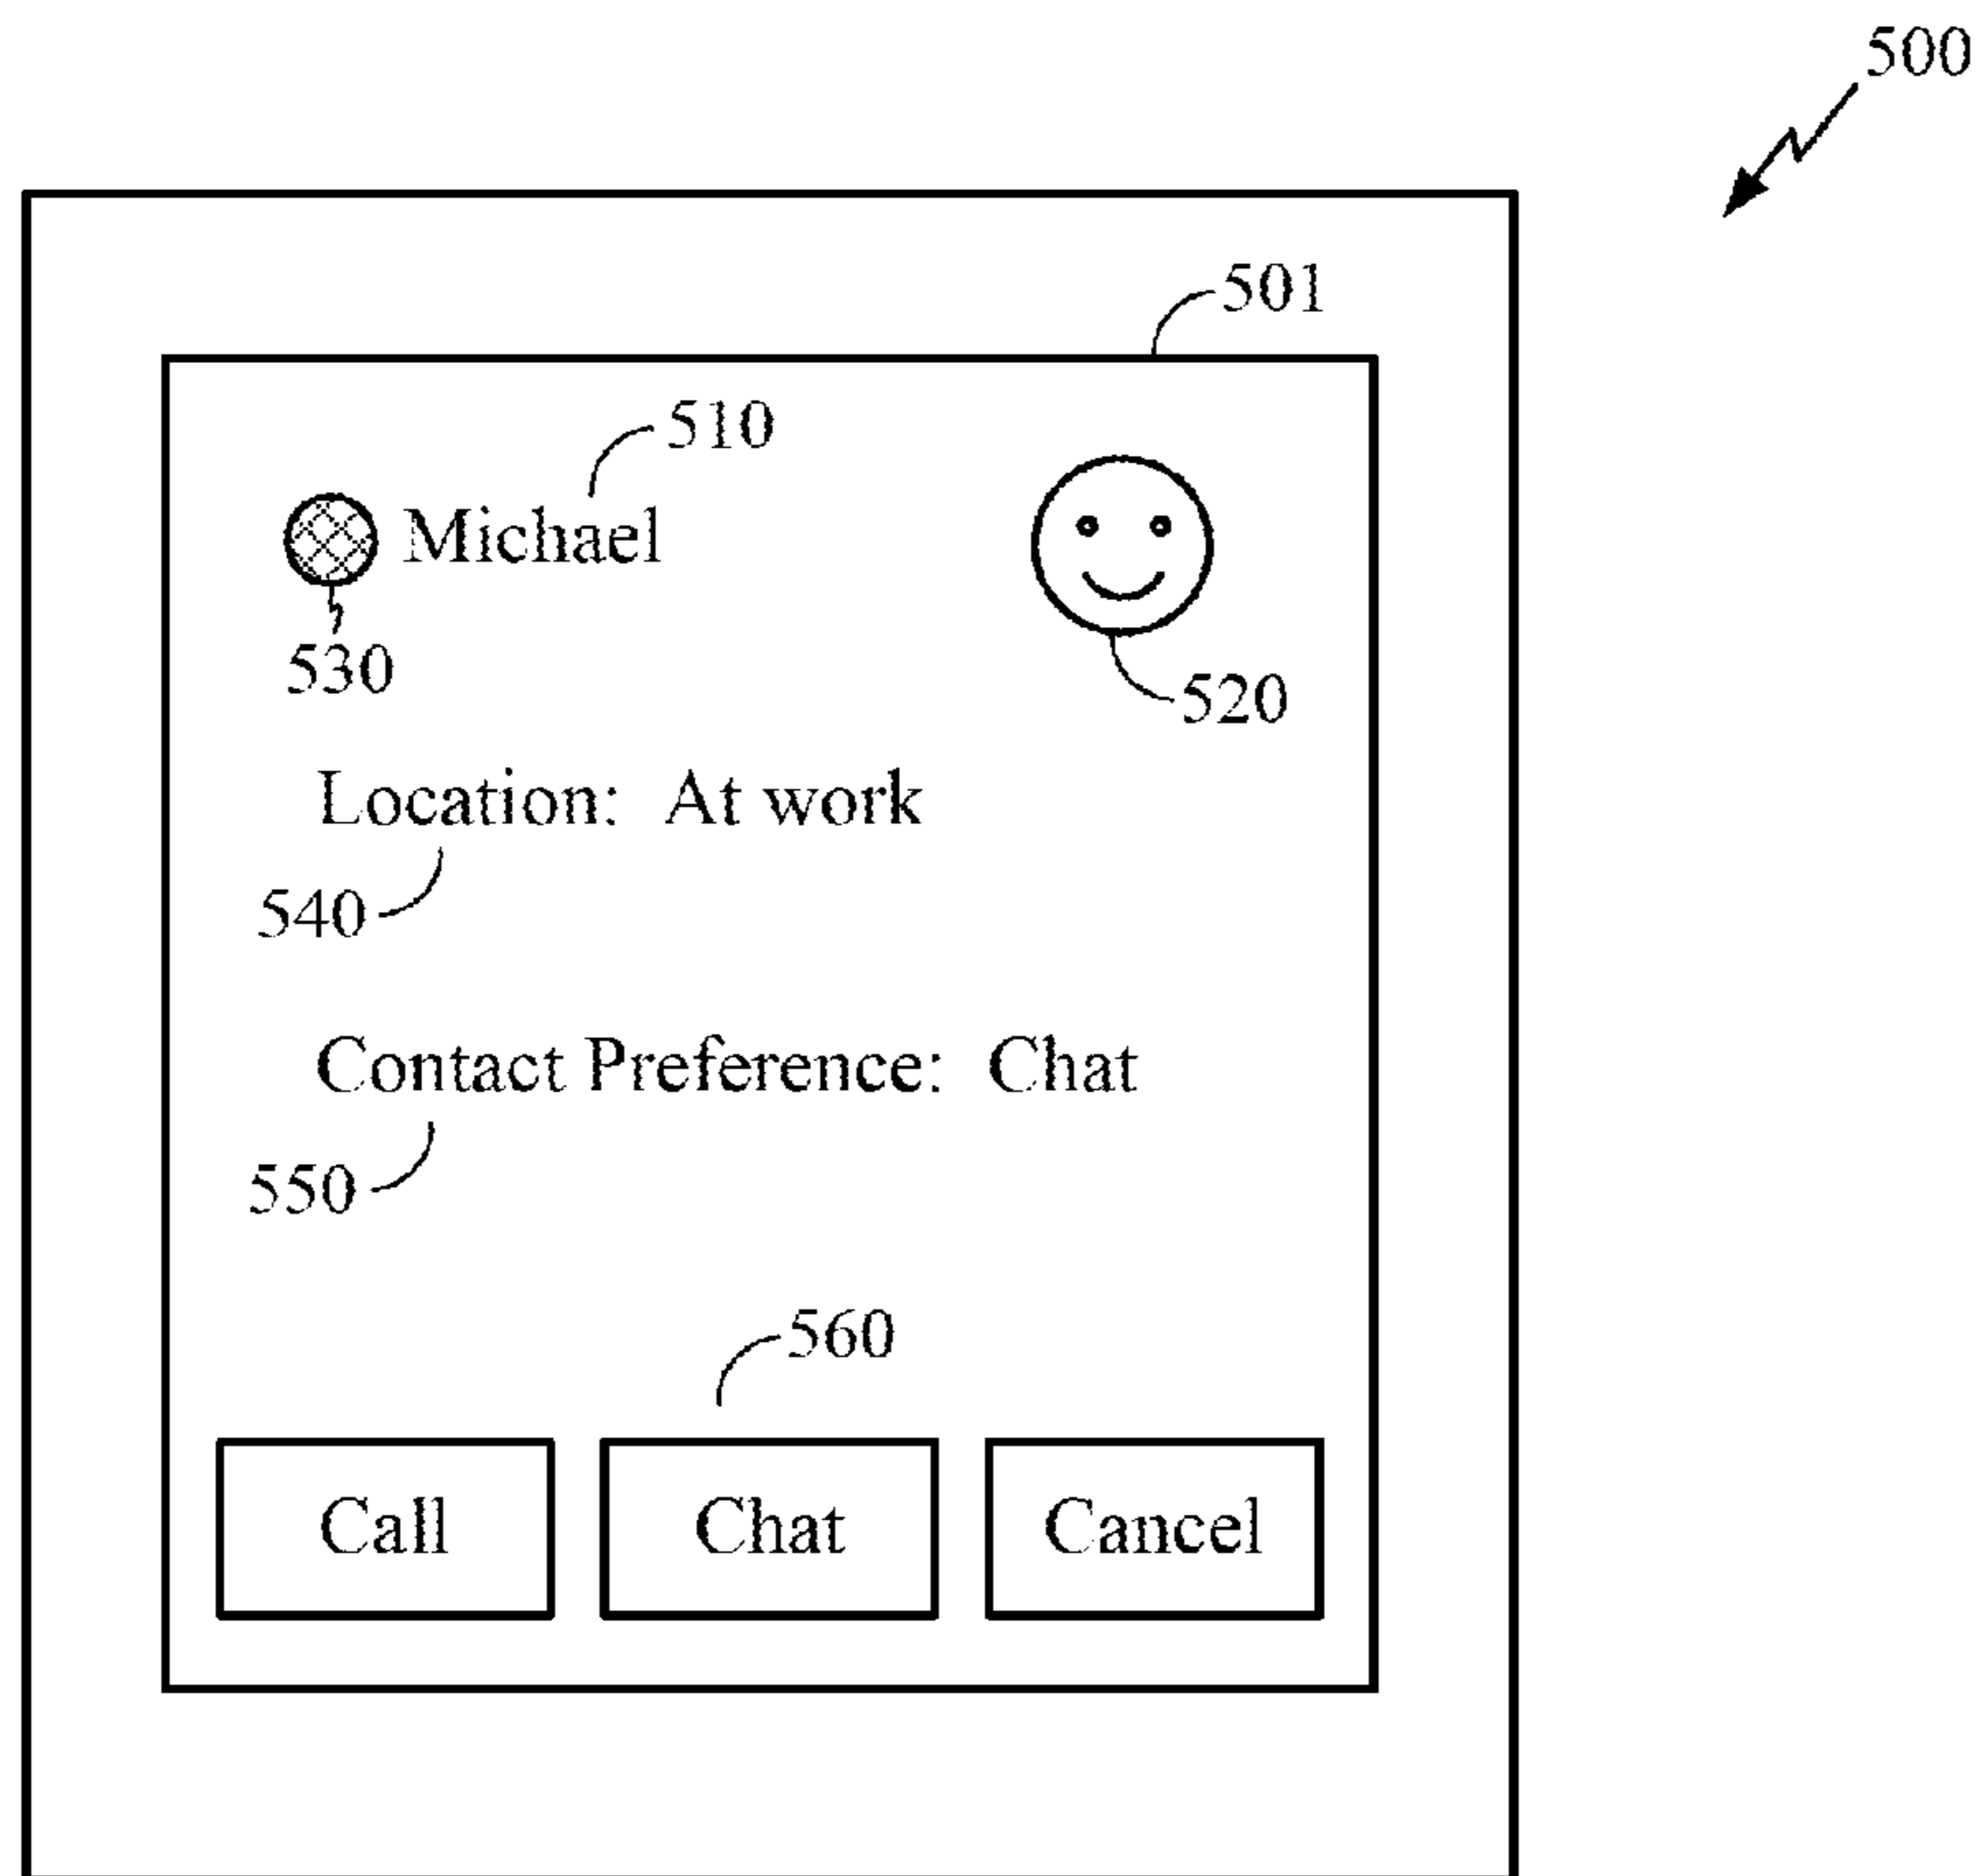 500
501
510
Michael
530
520
Location: At work
540
Contact Preference: Chat
550
560
Call
Chat
Cancel